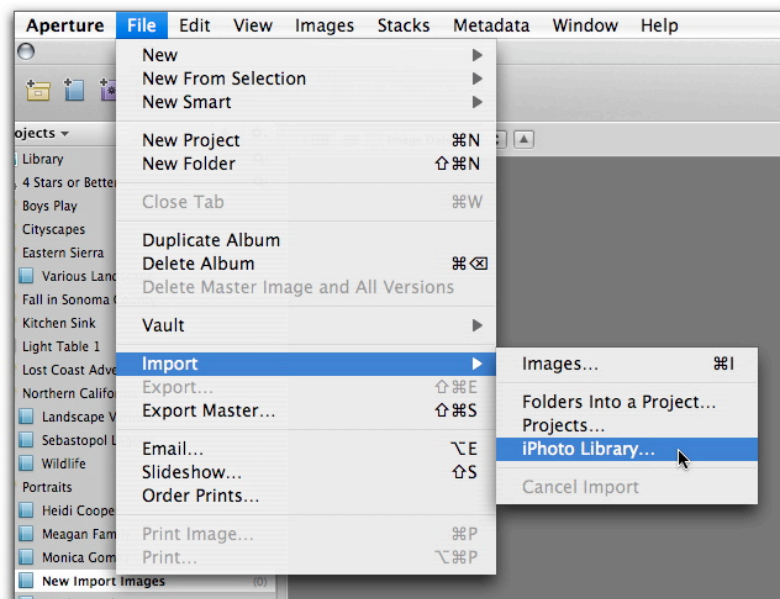 Aperture File Edit View Images Stacks Metadata Window Help
New
New From Selection
New Smart
New Project ⌘N
New Folder ⇧⌘N
Close Tab ⌘W
Duplicate Album
Delete Album ⌘⌫
Delete Master Image and All Versions
Vault
Import
Export... ⇧⌘E
Export Master... ⇧⌘S
Email... ⌥E
Slideshow... ⇧S
Order Prints...
Print Image... ⌘P
Print... ⌥⌘P
Images... ⌘I
Folders Into a Project...
Projects...
iPhoto Library...
Cancel Import
ojects
Library
4 Stars or Better
Boys Play
Cityscapes
Eastern Sierra
Various Land
Fall in Sonoma
Kitchen Sink
Light Table 1
Lost Coast Adve
Northern Califo
Landscape V
Sebastopol L
Wildlife
Portraits
Heidi Coope
Meagan Fam
Monica Gom
New Import Images (0)